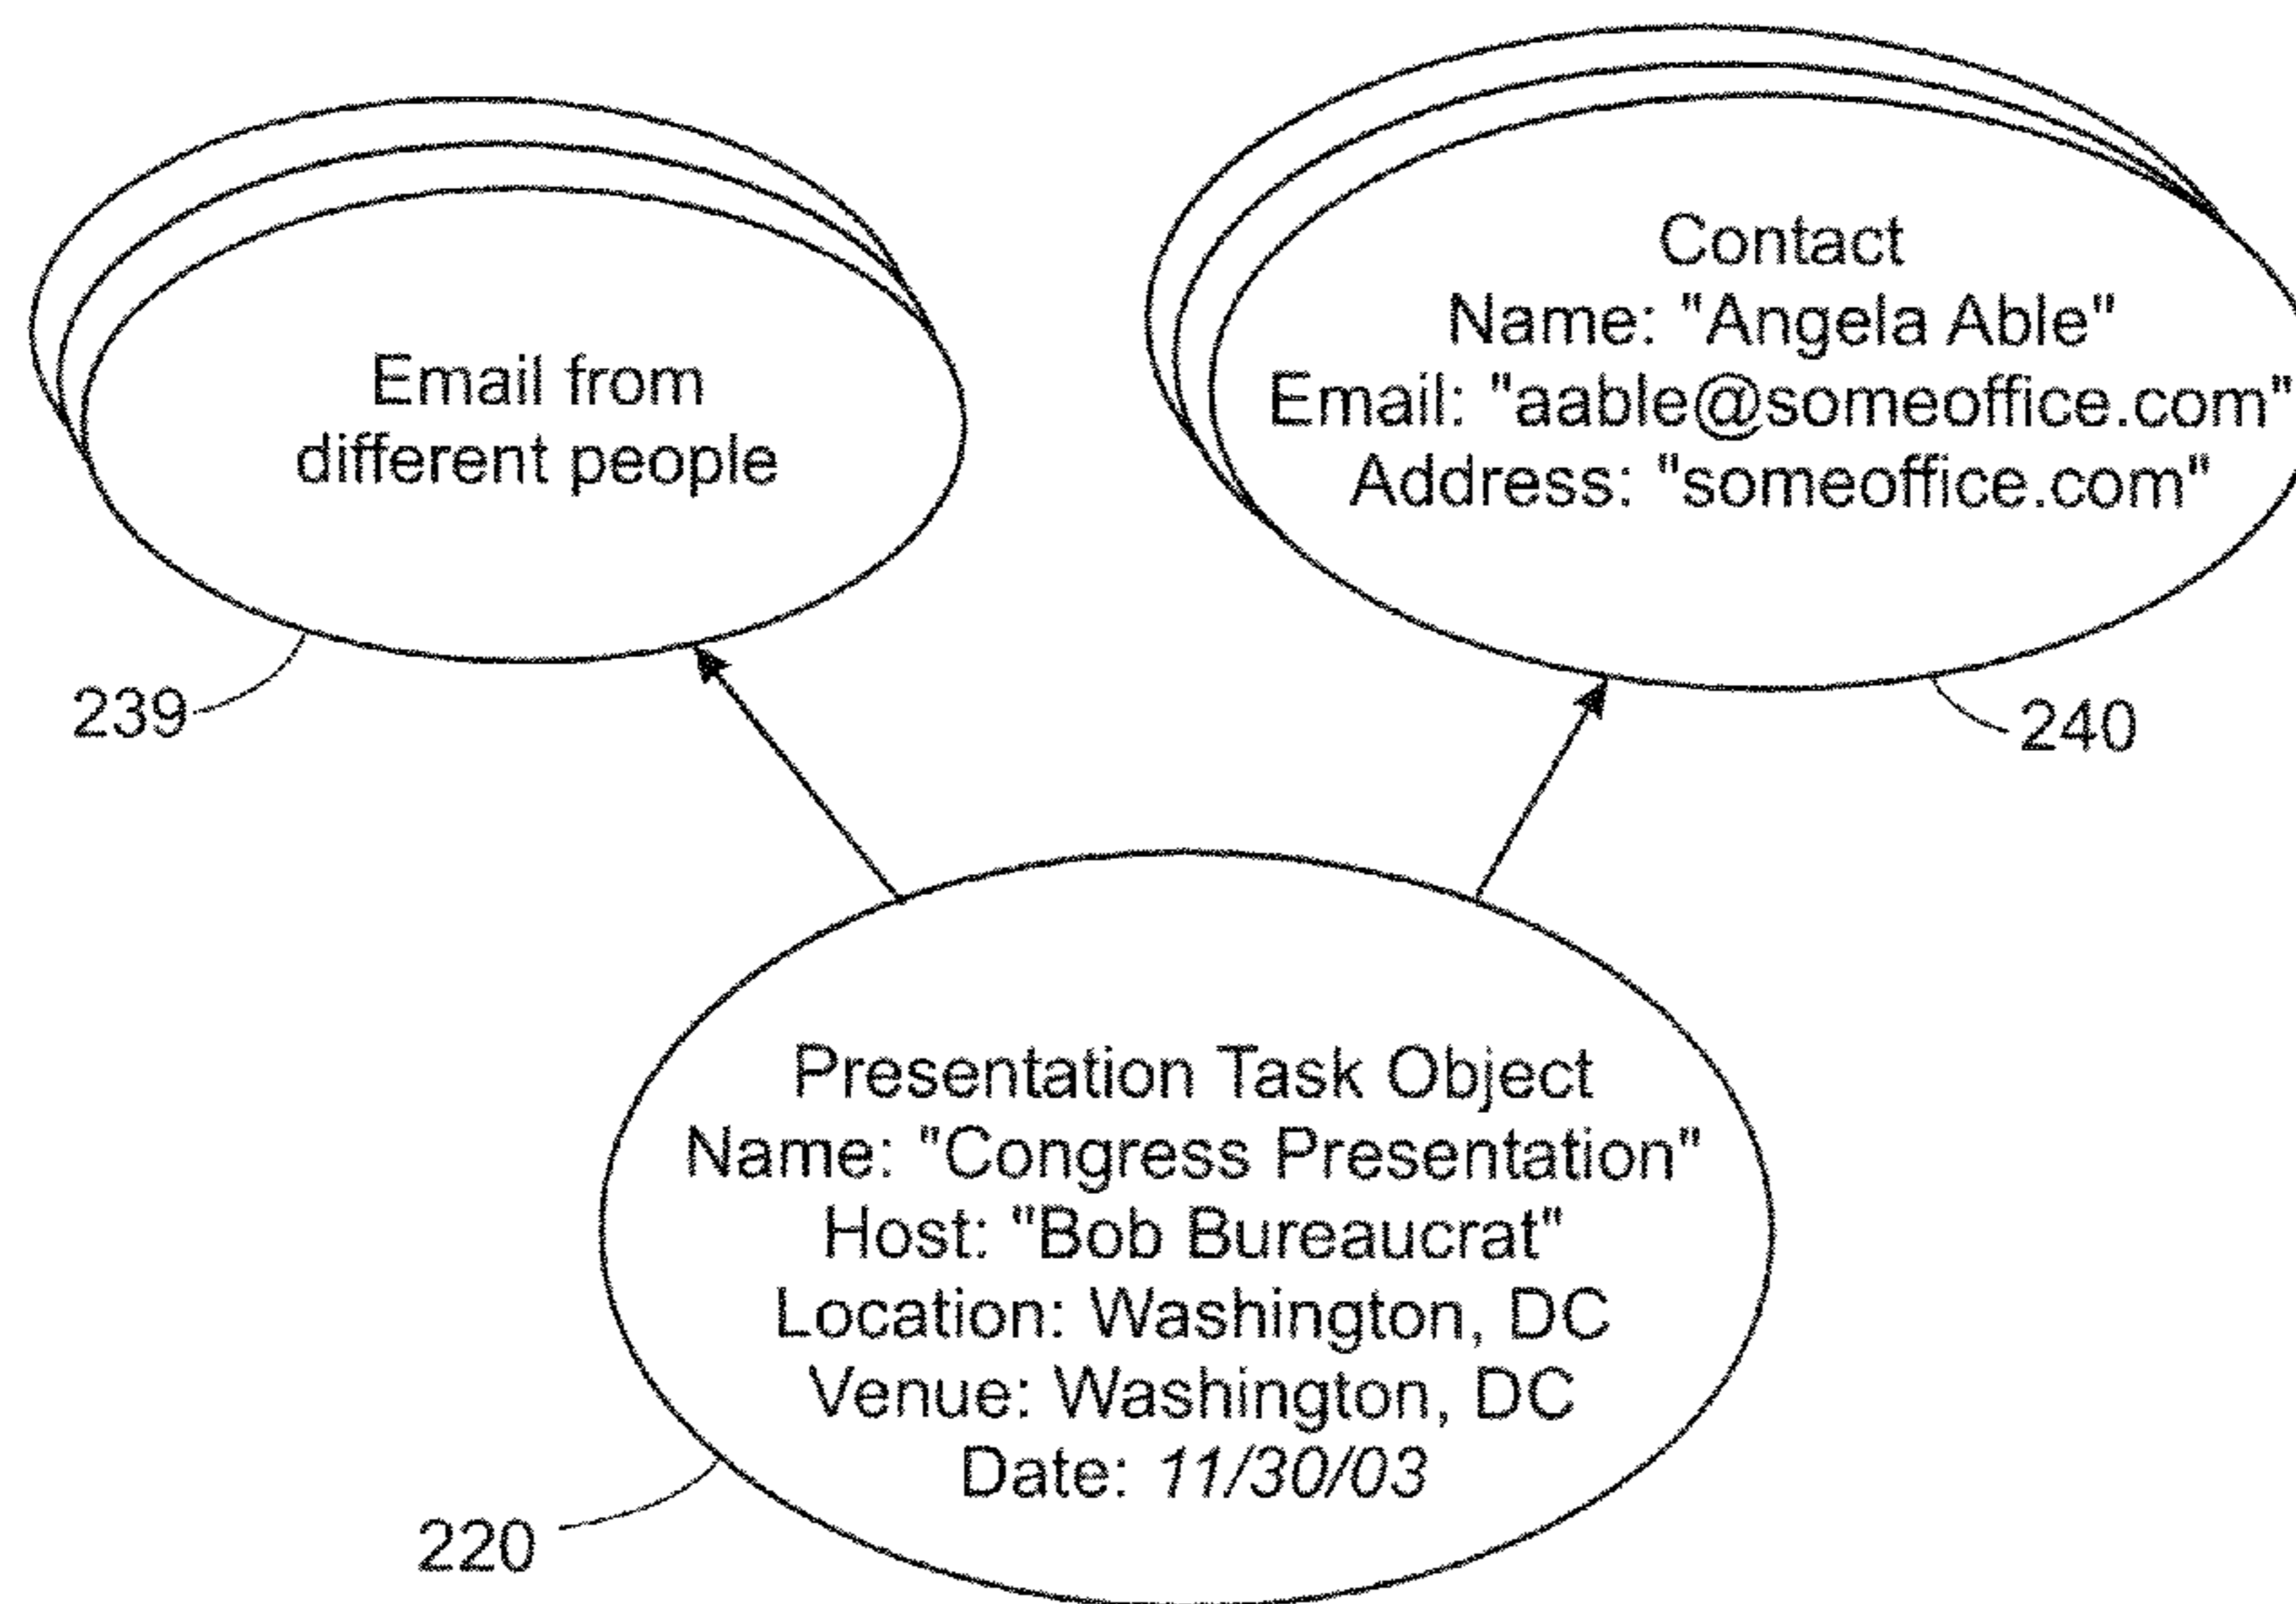 Email from
different people
239
Contact
Name: "Angela Able"
Email: "aable@someoffice.com"
Address: "someoffice.com"
240
Presentation Task Object
Name: "Congress Presentation"
Host: "Bob Bureaucrat"
Location: Washington, DC
Venue: Washington, DC
Date: 11/30/03
220